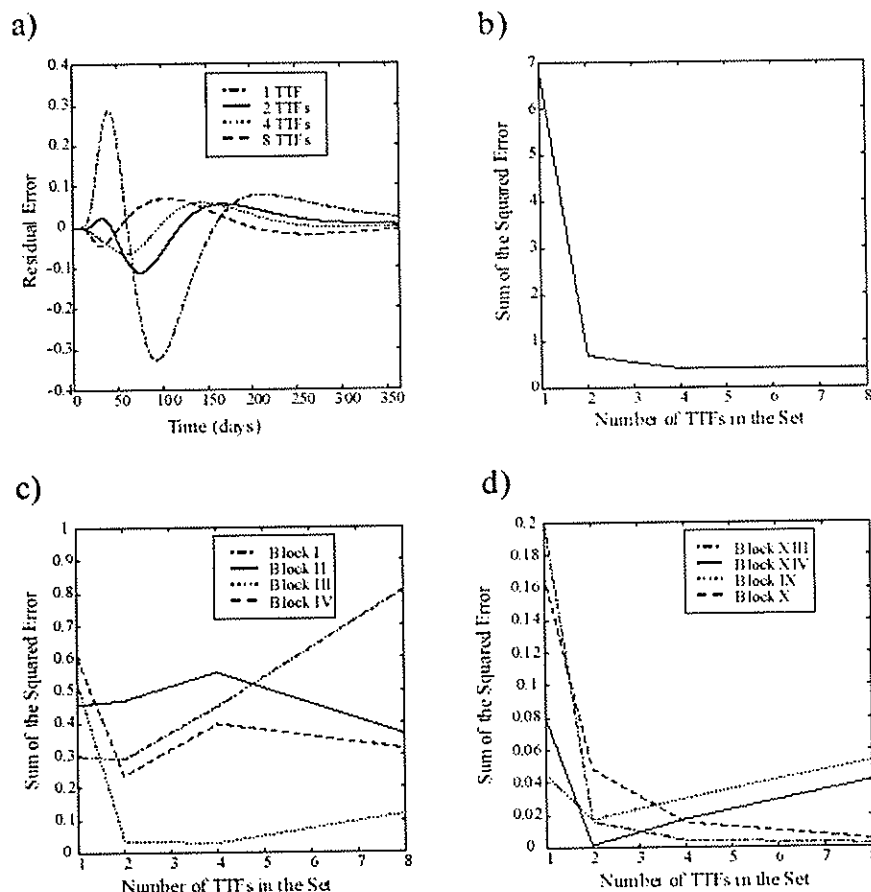 a)
0.4
0.3
0.2
0.1
0
-0.1
-0.2
-0.3
-0.4
Residual Error
1 TTF
2 TTFs
4 TTFs
8 TTFs
0 50 100 150 200 250 300 350
Time (days)
b)
7
6
5
4
3
2
1
0
Sum of the Squared Error
1 2 3 4 5 6 7 8
Number of TTFs in the Set
c)
1
0.9
0.8
0.7
0.6
0.5
0.4
0.3
0.2
0.1
0
Sum of the Squared Error
Block I
Block II
Block III
Block IV
1 2 3 4 5 6 7 8
Number of TTFs in the Set
d)
0.2
0.18
0.16
0.14
0.12
0.1
0.08
0.06
0.04
0.02
0
Sum of the Squared Error
Block XIII
Block XIV
Block IX
Block X
1 2 3 4 5 6 7 8
Number of TTFs in the Set